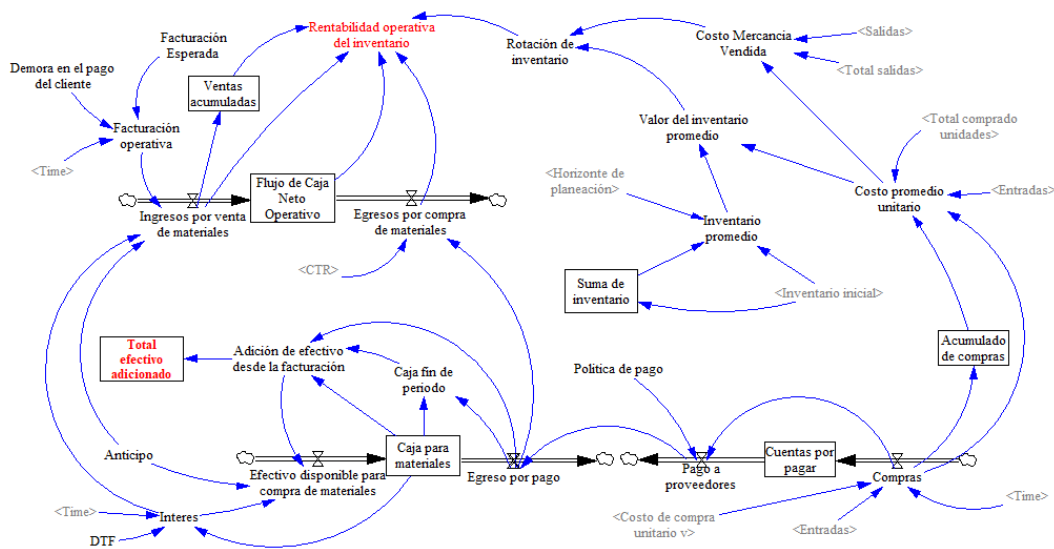 Facturación
Esperada
Rentabilidad operativa
del inventario
Rotación de
inventario
Costo Mercancia
Vendida
<Salidas>
<Total salidas>
Demora en el pago
del cliente
Ventas
acumuladas
Facturación
operativa
<Time>
Valor del inventario
promedio
<Total comprado
unidades>
Flujo de Caja
Neto
Operativo
<Horizonte de
planeación>
Costo promedio
unitario
<Entradas>
Ingresos por venta
de materiales
Egresos por compra
de materiales
Inventario
promedio
<CTR>
Suma de
inventario
<Inventario inicial>
Total
efectivo
adicionado
Adición de efectivo
desde la facturación
Caja fin de
periodo
Politica de pago
Acumulado
de compras
Anticipo
Efectivo disponible para
compra de materiales
Caja para
materiales
Egreso por pago
Pago a
proveedores
Cuentas por
pagar
Compras
<Time>
Interes
DTF
<Costo de compra
unitario v>
<Entradas>
<Time>